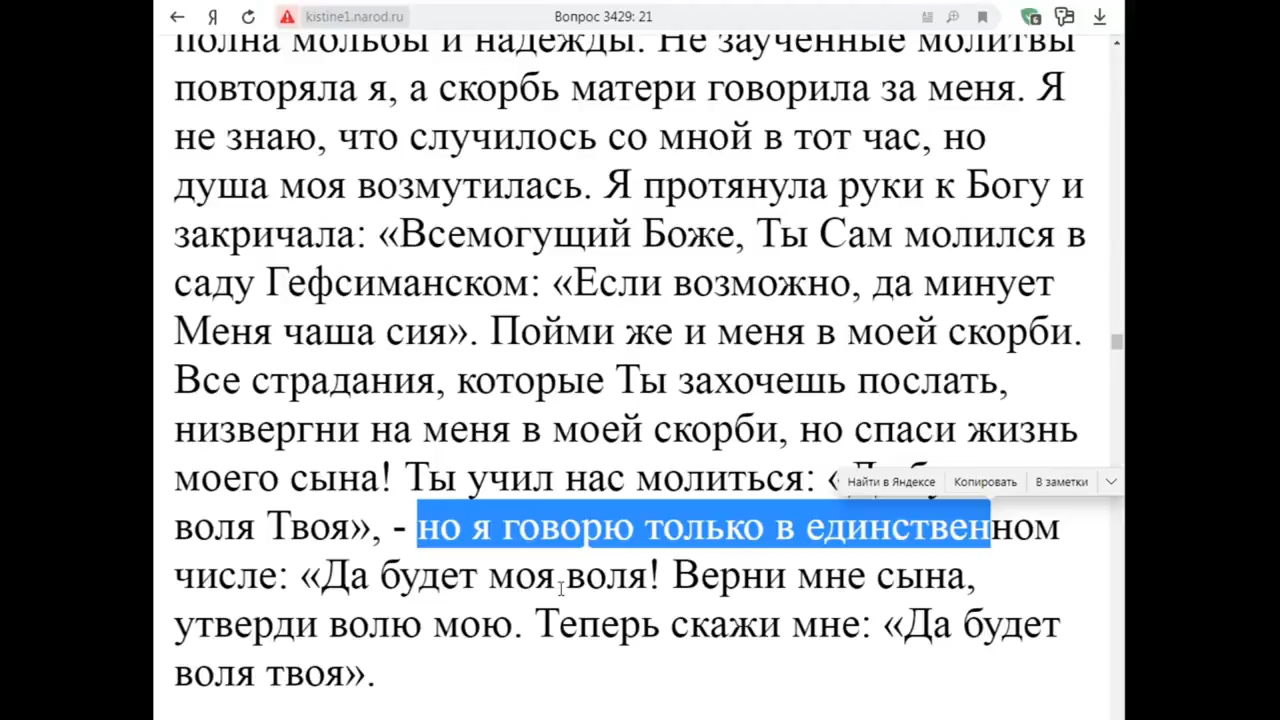 kistine1.narod.ru
Вопрос 3429: 21
полна мольбы и надежды. Не заученные молитвы
повторяла я, а скорбь матери говорила за меня. Я
не знаю, что случилось со мной в тот час, но
душа моя возмутилась. Я протянула руки к Богу и
закричала: «Всемогущий Боже, Ты Сам молился в
саду Гефсиманском: «Если возможно, да минует
Меня чаша сия». Пойми же и меня в моей скорби.
Все страдания, которые Ты захочешь послать,
низвергни на меня в моей скорби, но спаси жизнь
моего сына! Ты учил нас молиться: «
Найти в Яндексе Копировать В заметки
воля Твоя», - но я говорю только в единственном
числе: «Да будет моя воля! Верни мне сына,
утверди волю мою. Теперь скажи мне: «Да будет
воля твоя».